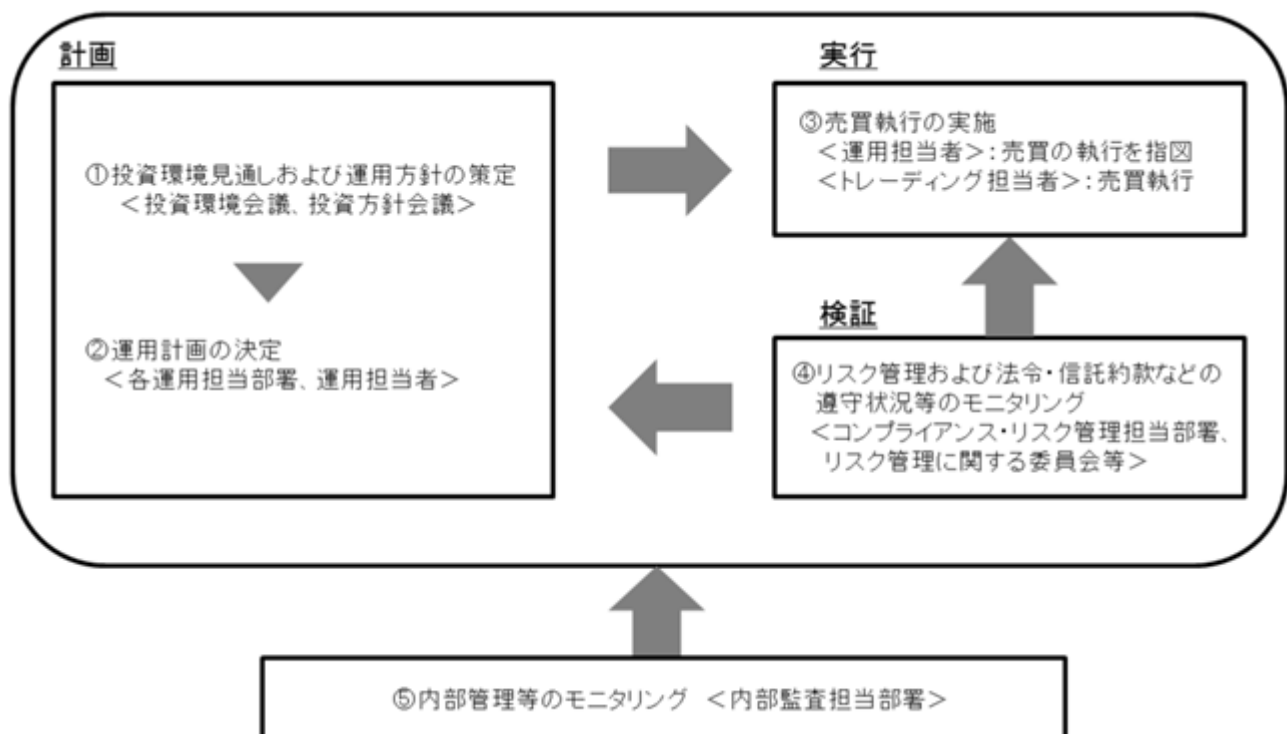 計画
①投資環境見通しおよび運用方針の策定
<投資環境会議、投資方針会議>
②運用計画の決定
<各運用担当部署、運用担当者>
実行
③売買執行の実施
<運用担当者>:売買の執行を指図
<トレーディング担当者>:売買執行
検証
④リスク管理および法令・信託約款などの
遵守状況等のモニタリング
<コンプライアンス・リスク管理担当部署、
リスク管理に関する委員会等>
⑤内部管理等のモニタリング <内部監査担当部署>